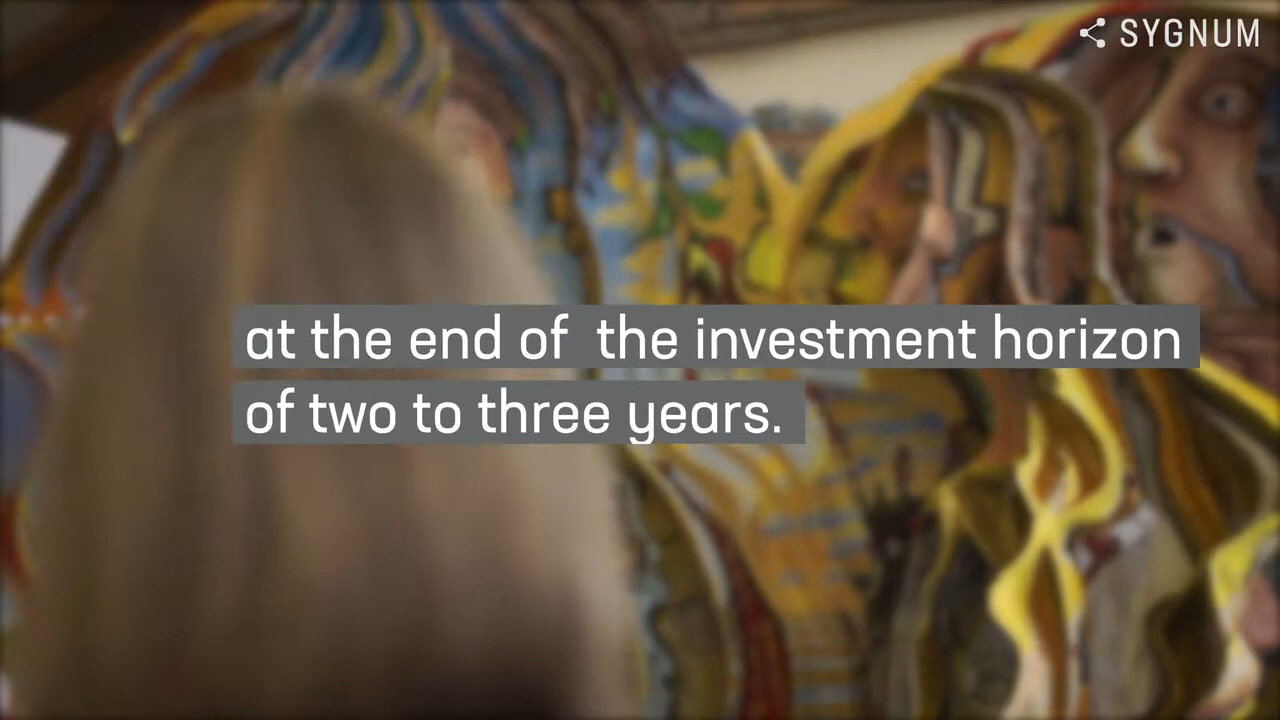 SYGNUM
at the end of  the investment horizon
of two to three years.